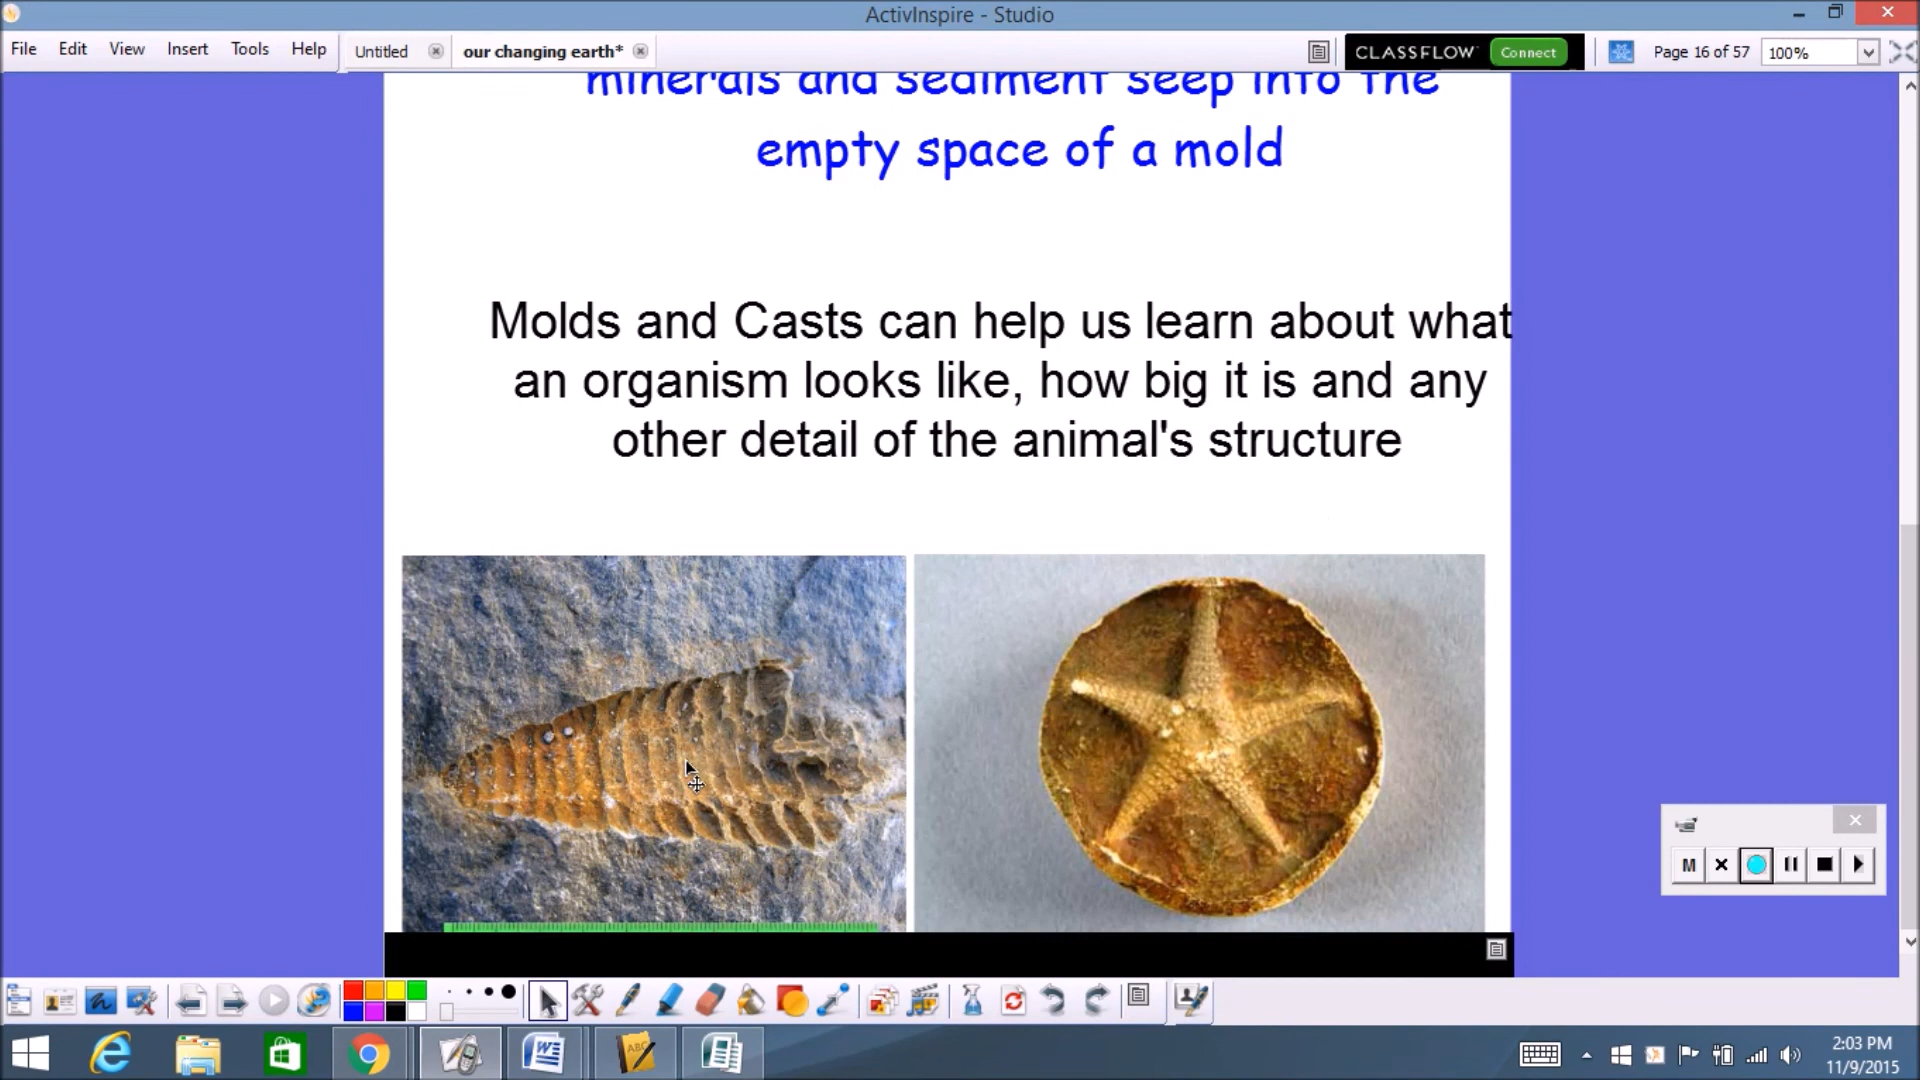 ActivInspire - Studio
File Edit View Insert Tools Help
Untitled
our changing earth*
CLASSFLOW Connect
Page 16 of 57
100%
minerals and sediment seep into the
empty space of a mold
Molds and Casts can help us learn about what
an organism looks like, how big it is and any
other detail of the animal's structure
M
ABC
2:03 PM
11/9/2015